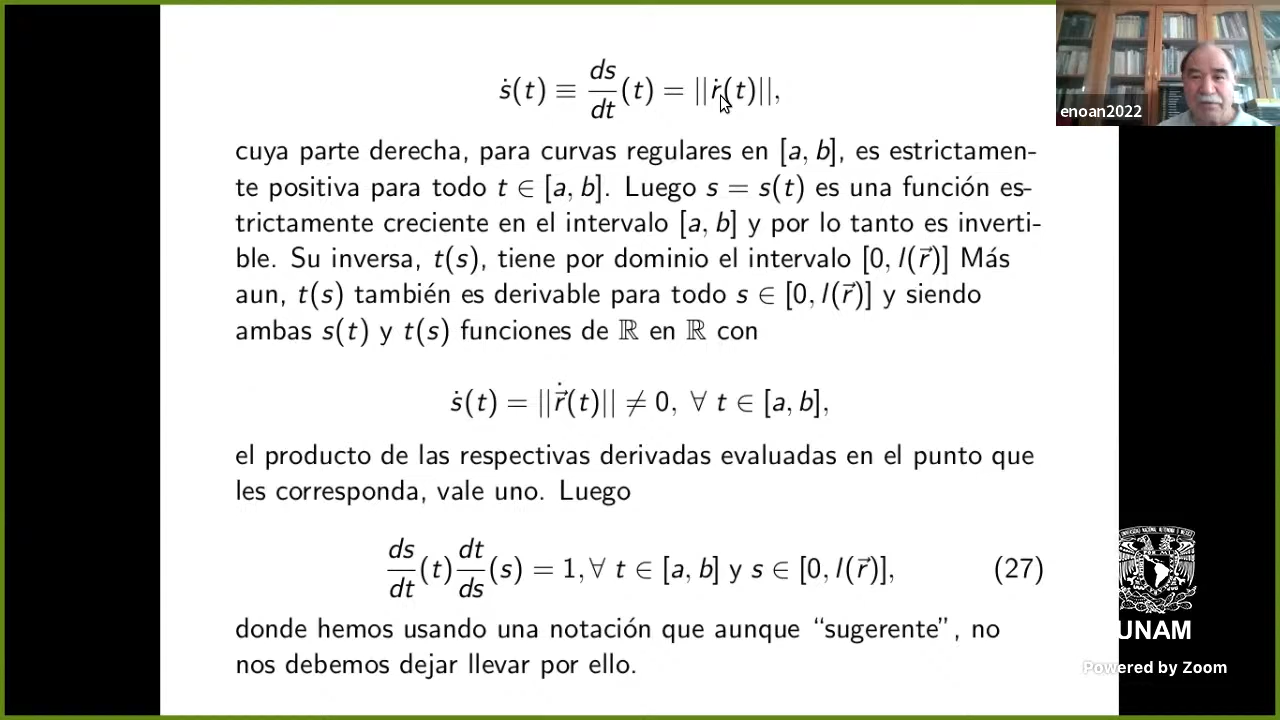 ṡ(t) ≡ ds/dt (t) = ||ṙ(t)||,
cuya parte derecha, para curvas regulares en [a, b], es estrictamen-
te positiva para todo t ∈ [a, b]. Luego s = s(t) es una función es-
trictamente creciente en el intervalo [a, b] y por lo tanto es inverti-
ble. Su inversa, t(s), tiene por dominio el intervalo [0, l(r⃗)] Más
aun, t(s) también es derivable para todo s ∈ [0, l(r⃗)] y siendo
ambas s(t) y t(s) funciones de ℝ en ℝ con
ṡ(t) = ||r⃗̇(t)|| ≠ 0, ∀ t ∈ [a, b],
el producto de las respectivas derivadas evaluadas en el punto que
les corresponda, vale uno. Luego
ds/dt (t) dt/ds (s) = 1, ∀ t ∈ [a, b] y s ∈ [0, l(r⃗)], (27)
donde hemos usando una notación que aunque “sugerente”, no
nos debemos dejar llevar por ello.
enoan2022
UNAM
Powered by Zoom